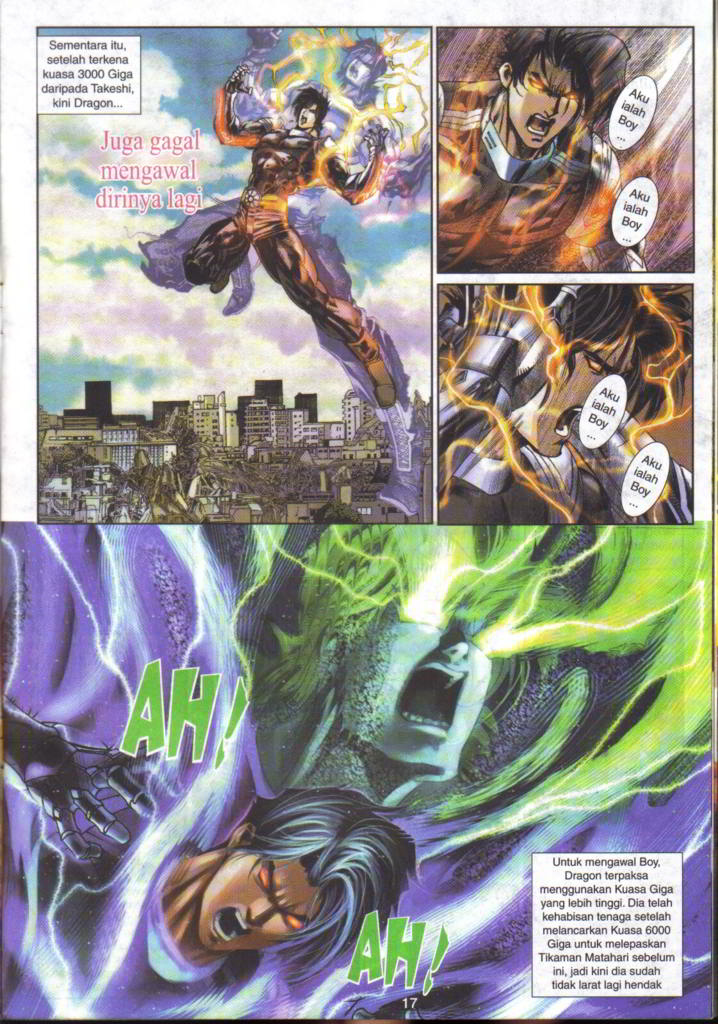 Sementara itu,
setelah terkena
kuasa 3000 Giga
daripada Takeshi,
kini Dragon...
Juga gagal
mengawal
dirinya lagi
Aku
ialah
Boy
...
Aku
ialah
Boy
...
Aku
ialah
Boy
...
Aku
ialah
Boy
...
AH!
AH!
Untuk mengawal Boy,
Dragon terpaksa
menggunakan Kuasa Giga
yang lebih tinggi. Dia telah
kehabisan tenaga setelah
melancarkan Kuasa 6000
Giga untuk melepaskan
Tikaman Matahari sebelum
ini, jadi kini dia sudah
tidak larat lagi hendak
17